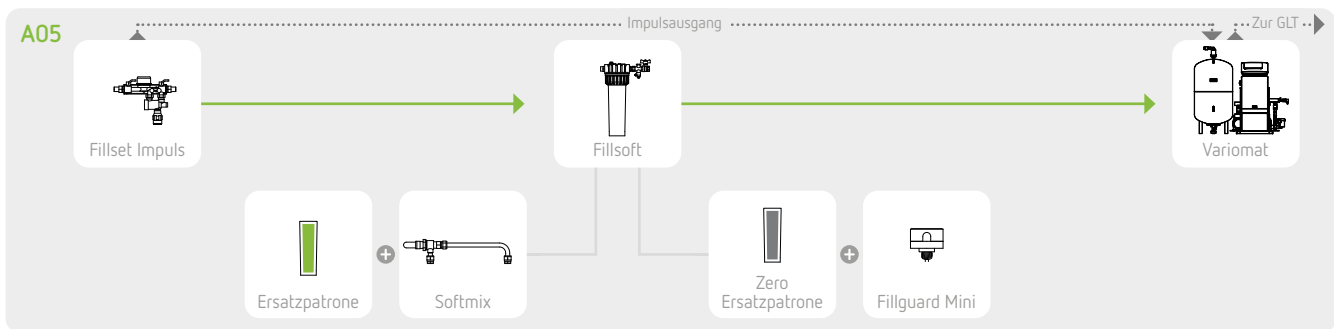 A05
Impulsausgang
Zur GLT
Fillset Impuls
Fillsoft
Variomat
Ersatzpatrone
Softmix
Zero
Ersatzpatrone
Fillguard Mini